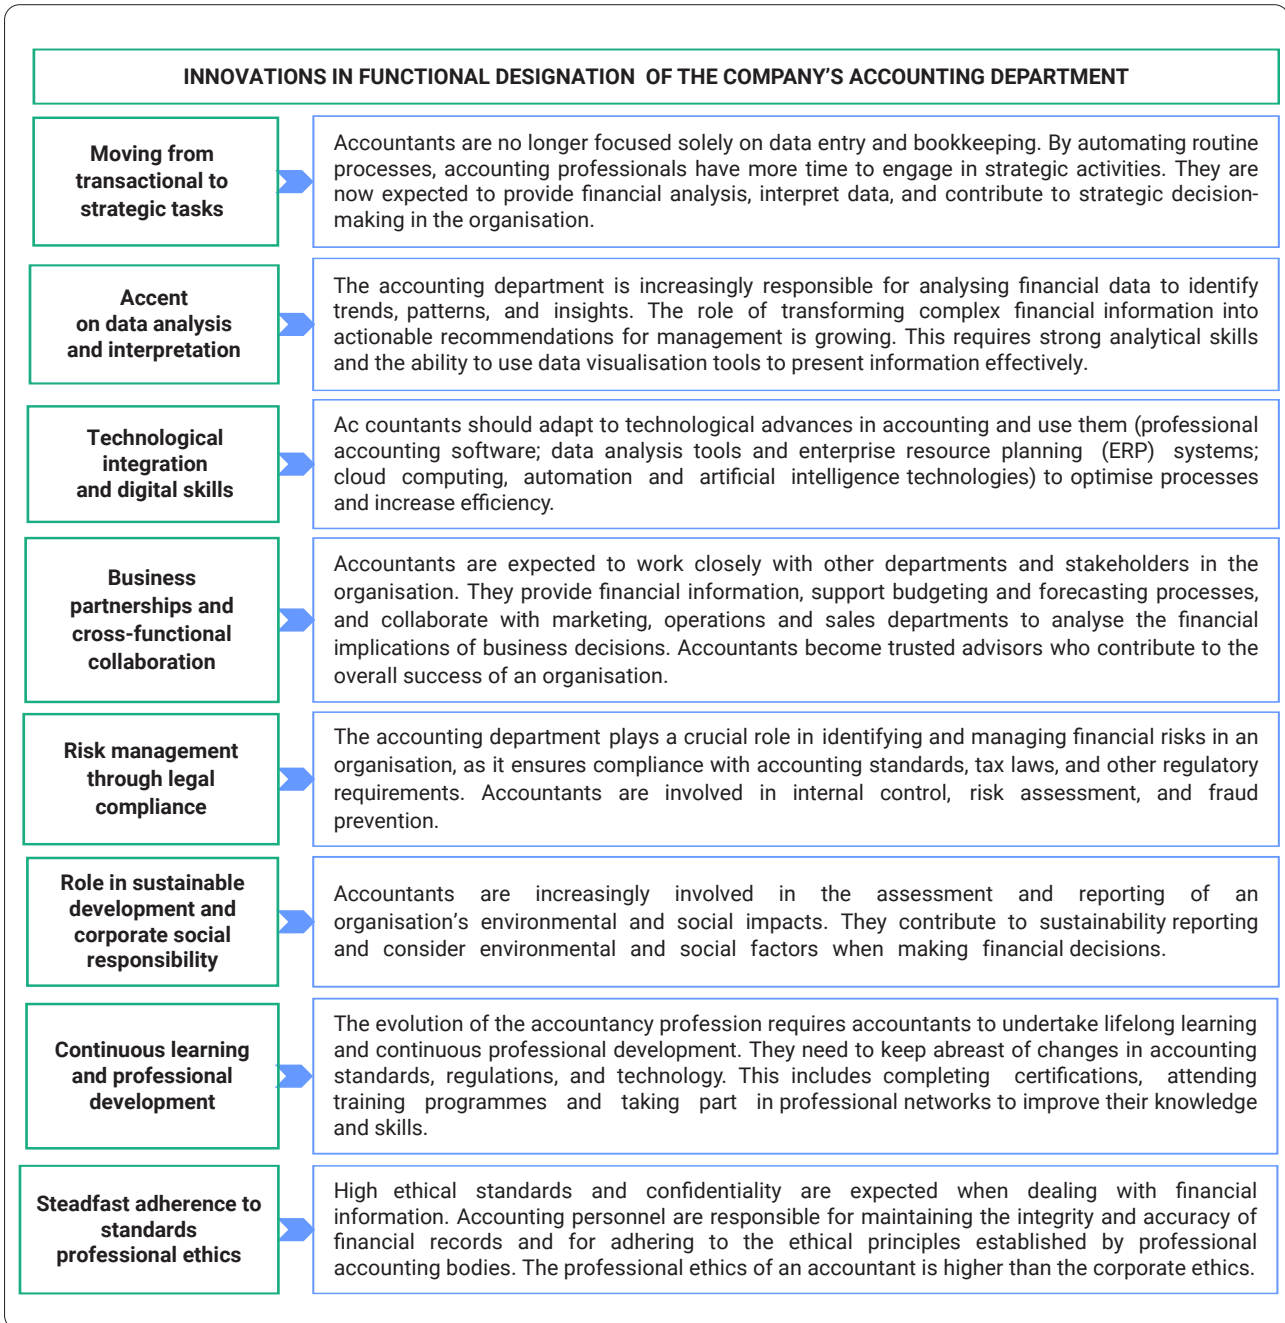 INNOVATIONS IN FUNCTIONAL DESIGNATION OF THE COMPANY’S ACCOUNTING DEPARTMENT
Moving from
transactional to
strategic tasks
Accountants are no longer focused solely on data entry and bookkeeping. By automating routine
processes, accounting professionals have more time to engage in strategic activities. They are
now expected to provide financial analysis, interpret data, and contribute to strategic decision-
making in the organisation.
Accent
on data analysis
and interpretation
The accounting department is increasingly responsible for analysing financial data to identify
trends, patterns, and insights. The role of transforming complex financial information into
actionable recommendations for management is growing. This requires strong analytical skills
and the ability to use data visualisation tools to present information effectively.
Technological
integration
and digital skills
Ac countants should adapt to technological advances in accounting and use them (professional
accounting software; data analysis tools and enterprise resource planning (ERP) systems;
cloud computing, automation and artificial intelligence technologies) to optimise processes
and increase efficiency.
Business
partnerships and
cross-functional
collaboration
Accountants are expected to work closely with other departments and stakeholders in the
organisation. They provide financial information, support budgeting and forecasting processes,
and collaborate with marketing, operations and sales departments to analyse the financial
implications of business decisions. Accountants become trusted advisors who contribute to the
overall success of an organisation.
Risk management
through legal
compliance
The accounting department plays a crucial role in identifying and managing financial risks in an
organisation, as it ensures compliance with accounting standards, tax laws, and other regulatory
requirements. Accountants are involved in internal control, risk assessment, and fraud
prevention.
Role in sustainable
development and
corporate social
responsibility
Accountants are increasingly involved in the assessment and reporting of an
organisation’s environmental and social impacts. They contribute to sustainability reporting
and consider environmental and social factors when making financial decisions.
Continuous learning
and professional
development
The evolution of the accountancy profession requires accountants to undertake lifelong learning
and continuous professional development. They need to keep abreast of changes in accounting
standards, regulations, and technology. This includes completing certifications, attending
training programmes and taking part in professional networks to improve their knowledge
and skills.
Steadfast adherence to
standards
professional ethics
High ethical standards and confidentiality are expected when dealing with financial
information. Accounting personnel are responsible for maintaining the integrity and accuracy of
financial records and for adhering to the ethical principles established by professional
accounting bodies. The professional ethics of an accountant is higher than the corporate ethics.